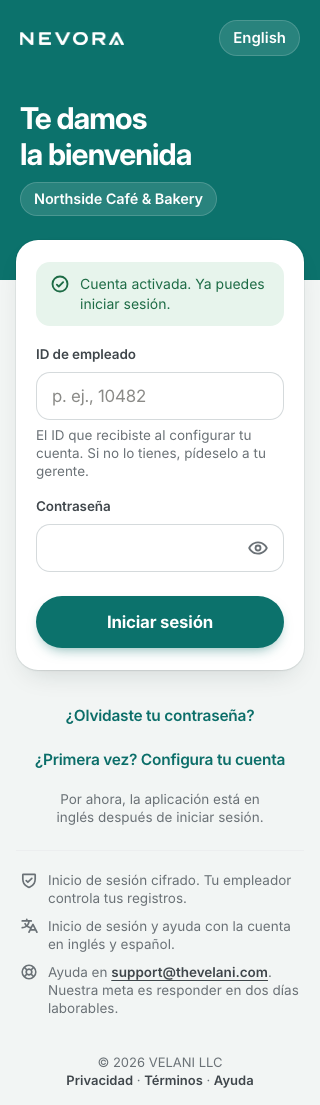 NEVORA
English
Te damos
la bienvenida
Northside Café & Bakery
Cuenta activada. Ya puedes
iniciar sesión.
ID de empleado
p. ej., 10482
El ID que recibiste al configurar tu
cuenta. Si no lo tienes, pídeselo a tu
gerente.
Contraseña
Iniciar sesión
¿Olvidaste tu contraseña?
¿Primera vez? Configura tu cuenta
Por ahora, la aplicación está en
inglés después de iniciar sesión.
Inicio de sesión cifrado. Tu empleador
controla tus registros.
Inicio de sesión y ayuda con la cuenta
en inglés y español.
Ayuda en support@thevelani.com.
Nuestra meta es responder en dos días
laborables.
© 2026 VELANI LLC
Privacidad · Términos · Ayuda